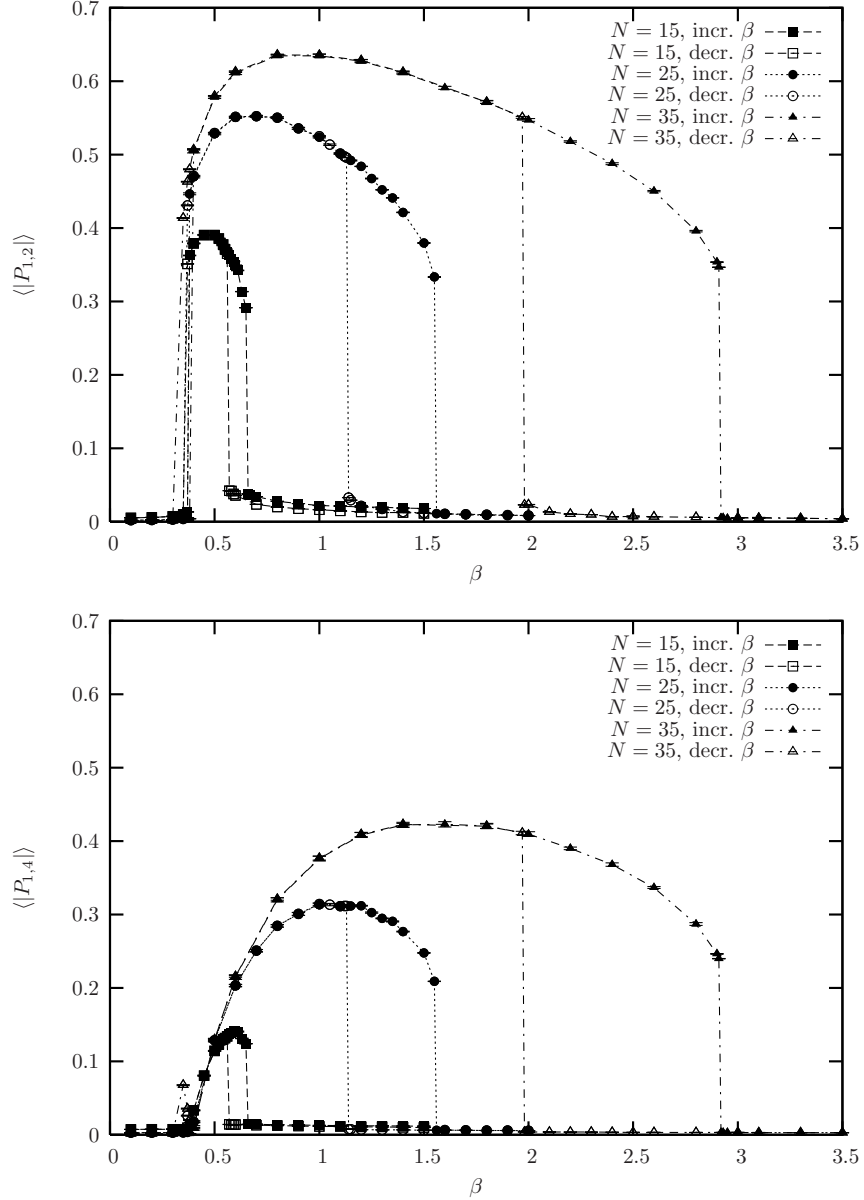 0.7
0.6
0.5
0.4
0.3
0.2
0.1
0
⟨|P1,2|⟩
N = 15, incr. β
N = 15, decr. β
N = 25, incr. β
N = 25, decr. β
N = 35, incr. β
N = 35, decr. β
0 0.5 1 1.5 2 2.5 3 3.5
β
0.7
0.6
0.5
0.4
0.3
0.2
0.1
0
⟨|P1,4|⟩
N = 15, incr. β
N = 15, decr. β
N = 25, incr. β
N = 25, decr. β
N = 35, incr. β
N = 35, decr. β
0 0.5 1 1.5 2 2.5 3 3.5
β